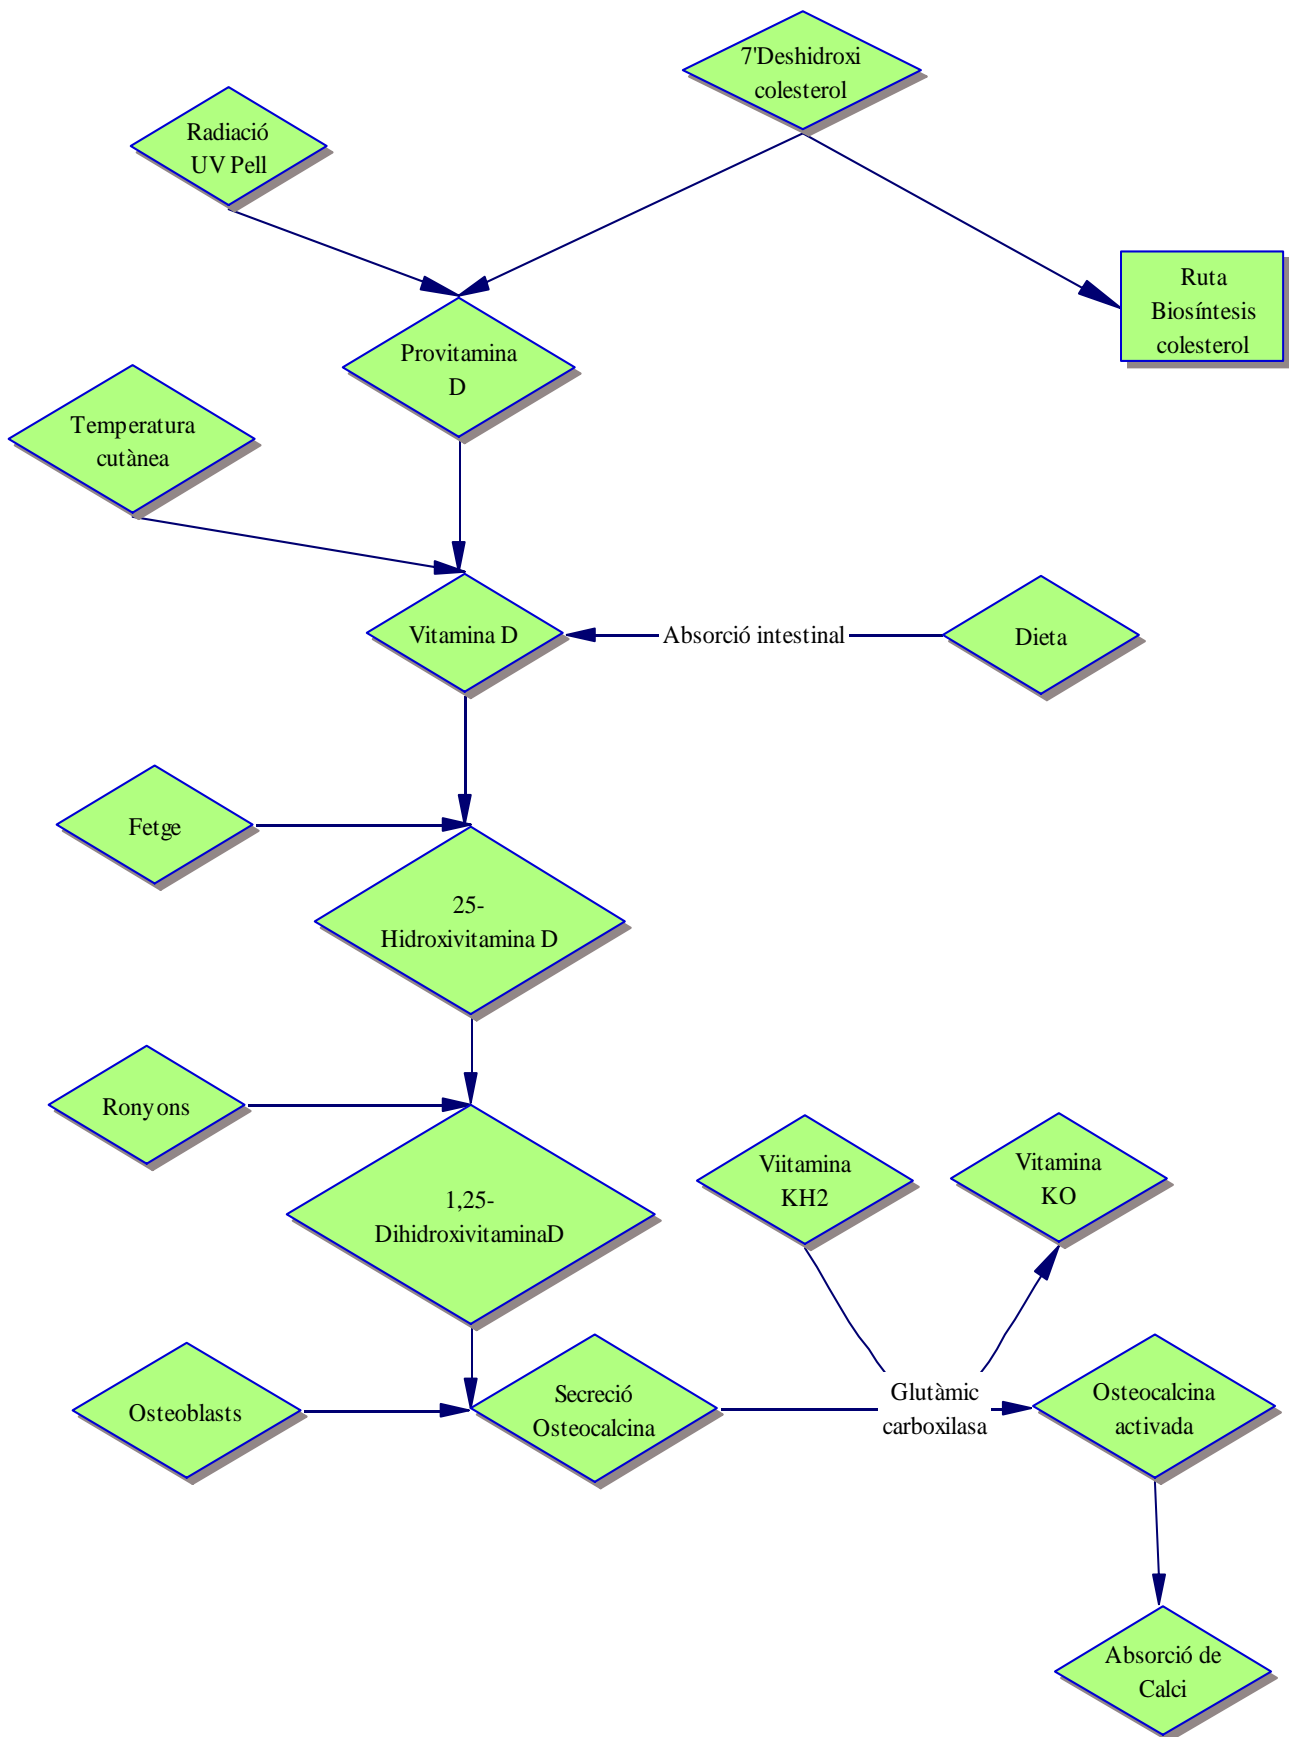 7'Deshidroxi
colesterol
Radiació
UV Pell
Ruta
Biosíntesis
colesterol
Provitamina
D
Temperatura
cutànea
Vitamina D
Absorció intestinal
Dieta
Fetge
25-
Hidroxivitamina D
Ronyons
1,25-
DihidroxivitaminaD
Viitamina
KH2
Vitamina
KO
Osteoblasts
Secreció
Osteocalcina
Glutàmic
carboxilasa
Osteocalcina
activada
Absorció de
Calci